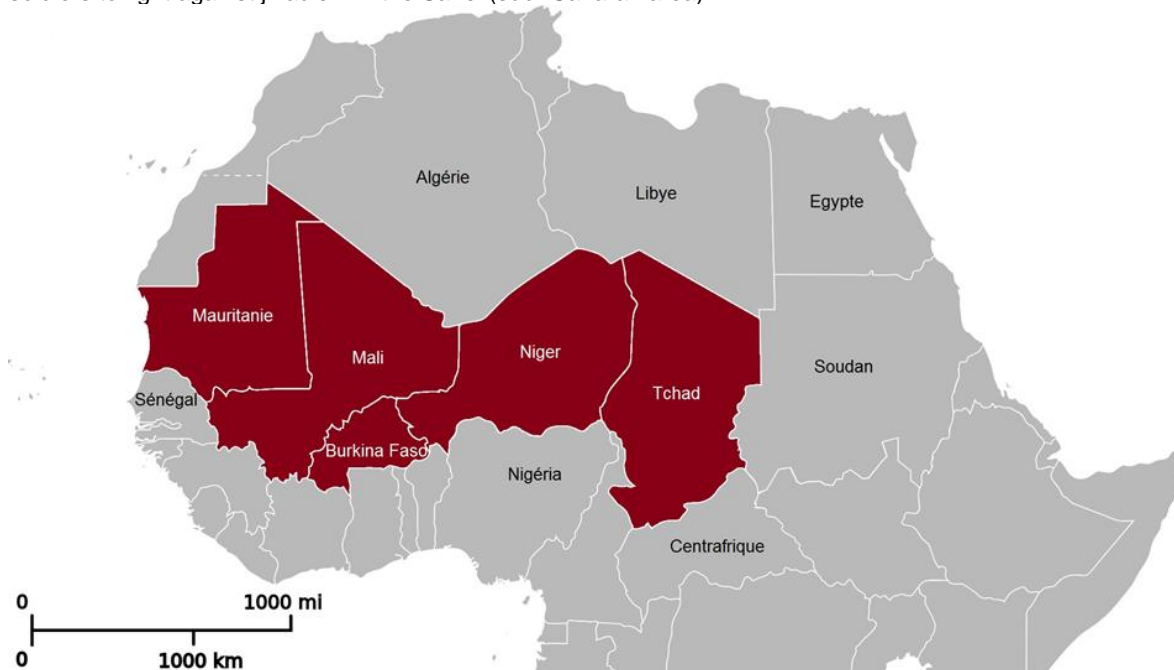 Algérie
Libye
Egypte
Mauritanie
Mali
Niger
Tchad
Soudan
Sénégal
Burkina Faso
Nigéria
Centrafrique
0 1000 mi
0 1000 km